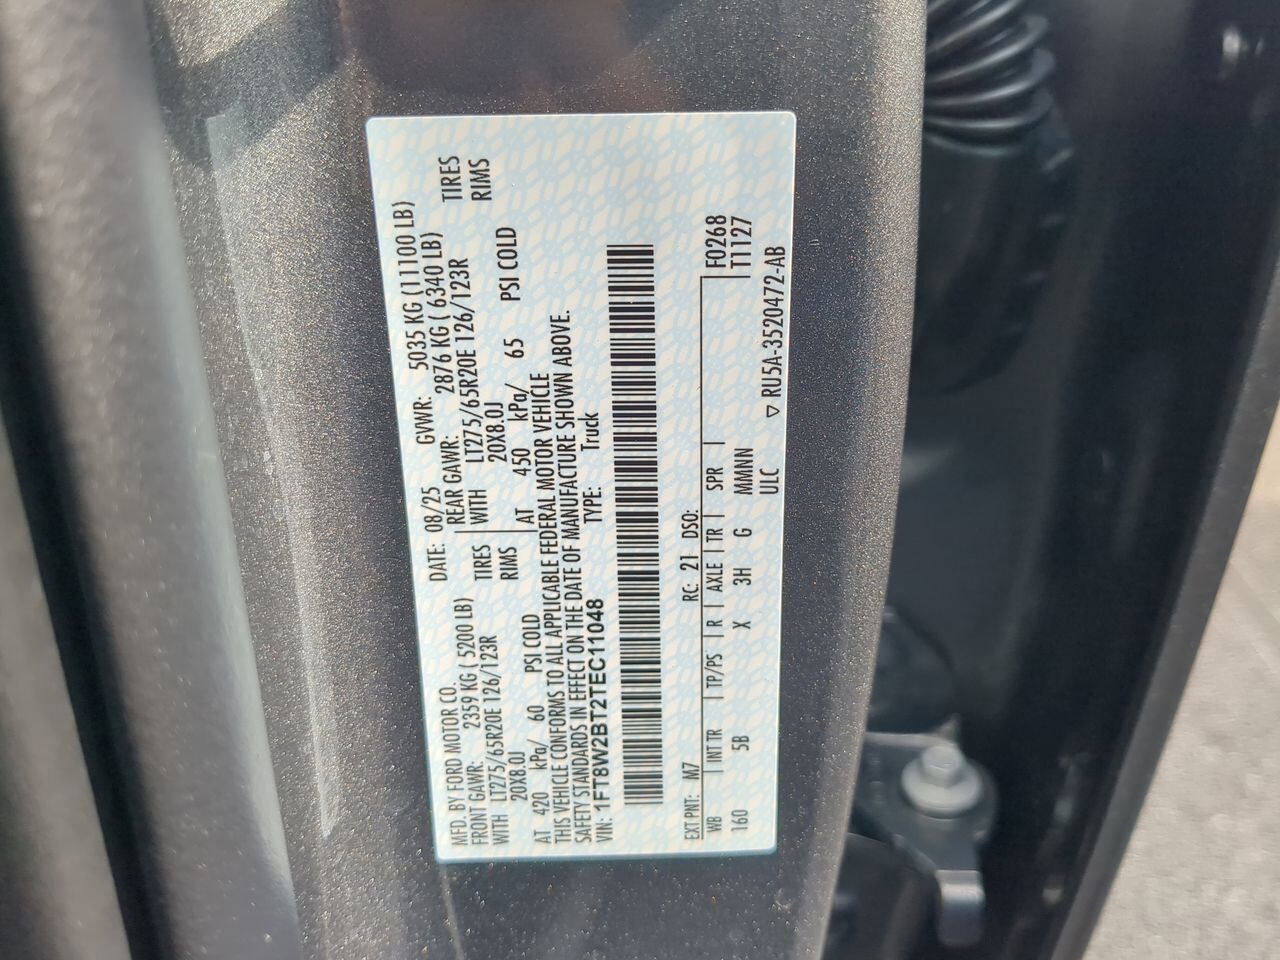 MFD. BY FORD MOTOR CO.
DATE: 08/25 GVWR: 5035 KG (11100 LB)
FRONT GAWR: 2359 KG ( 5200 LB)
REAR GAWR: 2876 KG ( 6340 LB)
WITH LT275/65R20E 126/123R TIRES
WITH LT275/65R20E 126/123R TIRES
20X8.0J RIMS
20X8.0J RIMS
AT 420 kPa/ 60 PSI COLD
AT 450 kPa/ 65 PSI COLD
THIS VEHICLE CONFORMS TO ALL APPLICABLE FEDERAL MOTOR VEHICLE
SAFETY STANDARDS IN EFFECT ON THE DATE OF MANUFACTURE SHOWN ABOVE.
VIN: 1FT8W2BT2TEC11048 TYPE: Truck
EXT PNT: M7 RC: 21 DSO: F0268
WB INT TR TP/PS R AXLE TR SPR T1127
160 5B X 3H G MMNN
ULC ▽ RU5A-3520472-AB